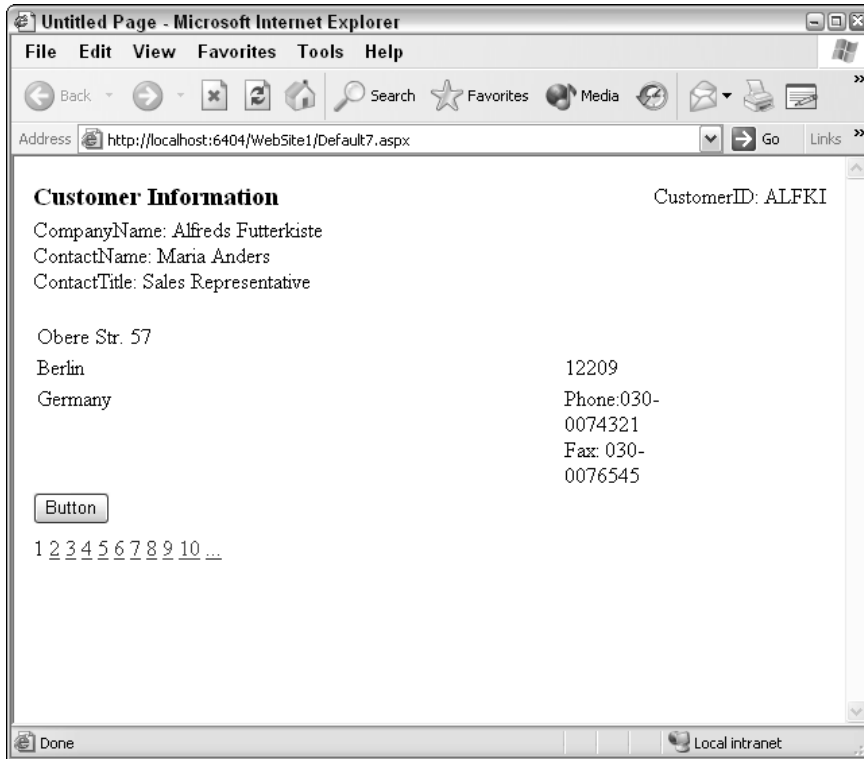 Untitled Page - Microsoft Internet Explorer
File Edit View Favorites Tools Help
Back Search Favorites Media »
Address http://localhost:6404/WebSite1/Default7.aspx Go Links »
Customer Information CustomerID: ALFKI
CompanyName: Alfreds Futterkiste
ContactName: Maria Anders
ContactTitle: Sales Representative
Obere Str. 57
Berlin 12209
Germany Phone:030-
0074321
Fax: 030-
0076545
Button
1 2 3 4 5 6 7 8 9 10 ...
Done Local intranet